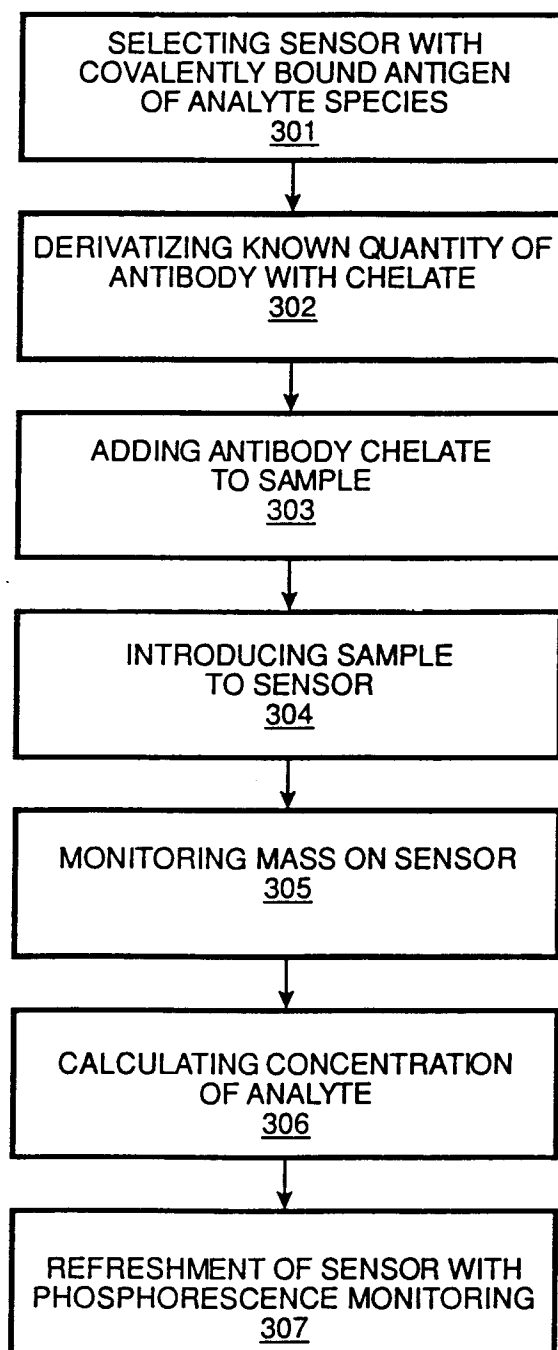 SELECTING SENSOR WITH
COVALENTLY BOUND ANTIGEN
OF ANALYTE SPECIES
301
DERIVATIZING KNOWN QUANTITY OF
ANTIBODY WITH CHELATE
302
ADDING ANTIBODY CHELATE
TO SAMPLE
303
INTRODUCING SAMPLE
TO SENSOR
304
MONITORING MASS ON SENSOR
305
CALCULATING CONCENTRATION
OF ANALYTE
306
REFRESHMENT OF SENSOR WITH
PHOSPHORESCENCE MONITORING
307